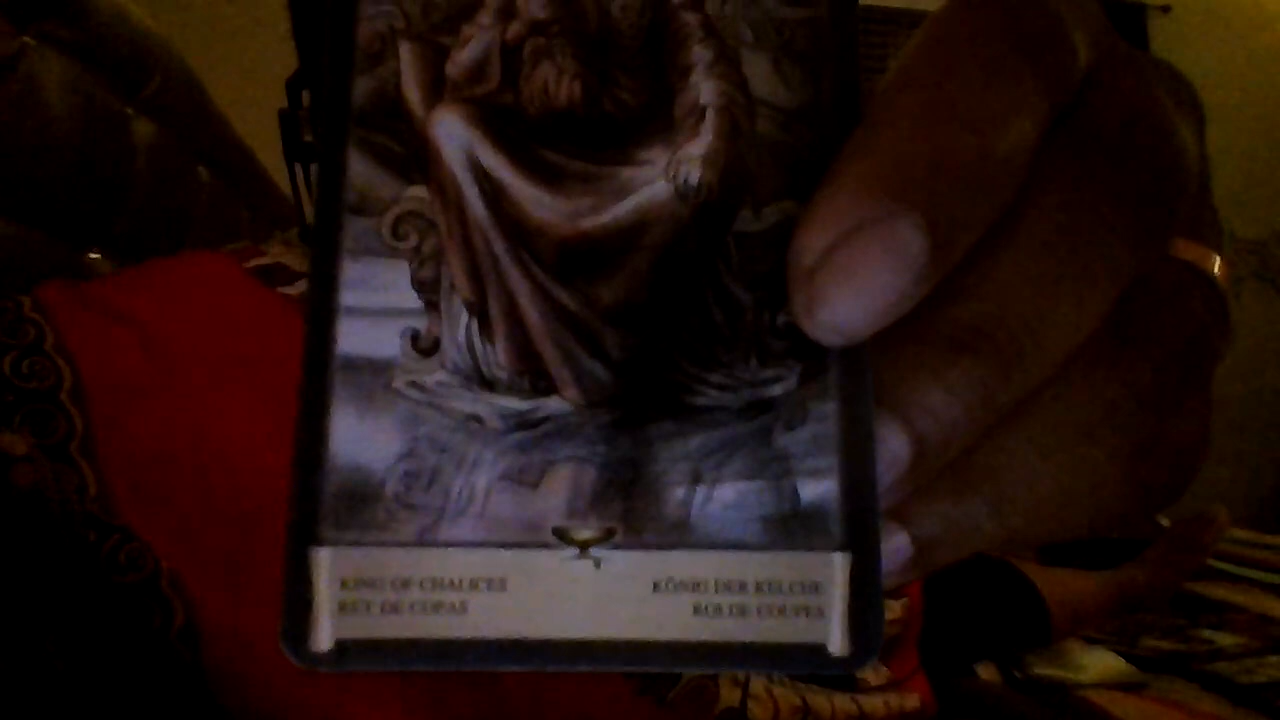 KING OF CHALICES
REY DE COPAS
KÖNIG DER KELCHE
ROI DE COUPES